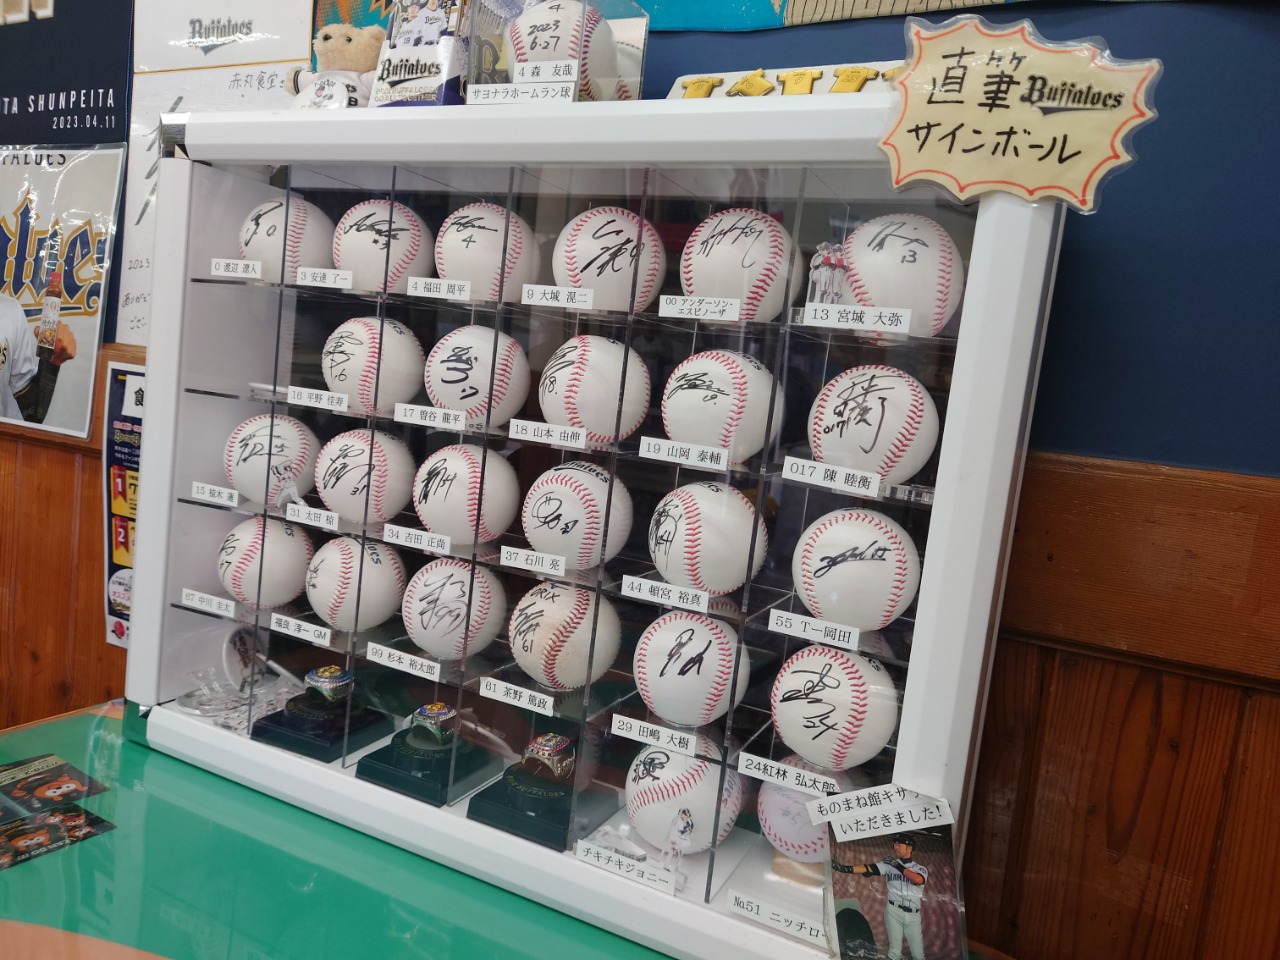 Buffaloes
赤丸食堂さ
TA SHUNPEITA
2023.04.11
Buffaloes
2023
6-27
4 森 友哉
サヨナラホームラン球
直筆 Buffaloes
サインボール
0 渡辺 遼人
3 安達 了一
4 福田 周平
9 大城 滉二
00 アンダーソン・
エスピノーザ
13 宮城 大弥
16 平野 佳寿
17 曽谷 龍平
18 山本 由伸
19 山岡 泰輔
017 陳 睦衡
15 椋木 蓮
31 太田 椋
34 吉田 正尚
37 石川 亮
44 頓宮 裕真
55 T－岡田
67 中川 圭太
福良 淳一 GM
99 杉本 裕太郎
61 茶野 篤政
29 田嶋 大樹
24紅林 弘太郎
チキチキジョニー
No.51 ニッチロー
ものまね館キサラ
いただきました！